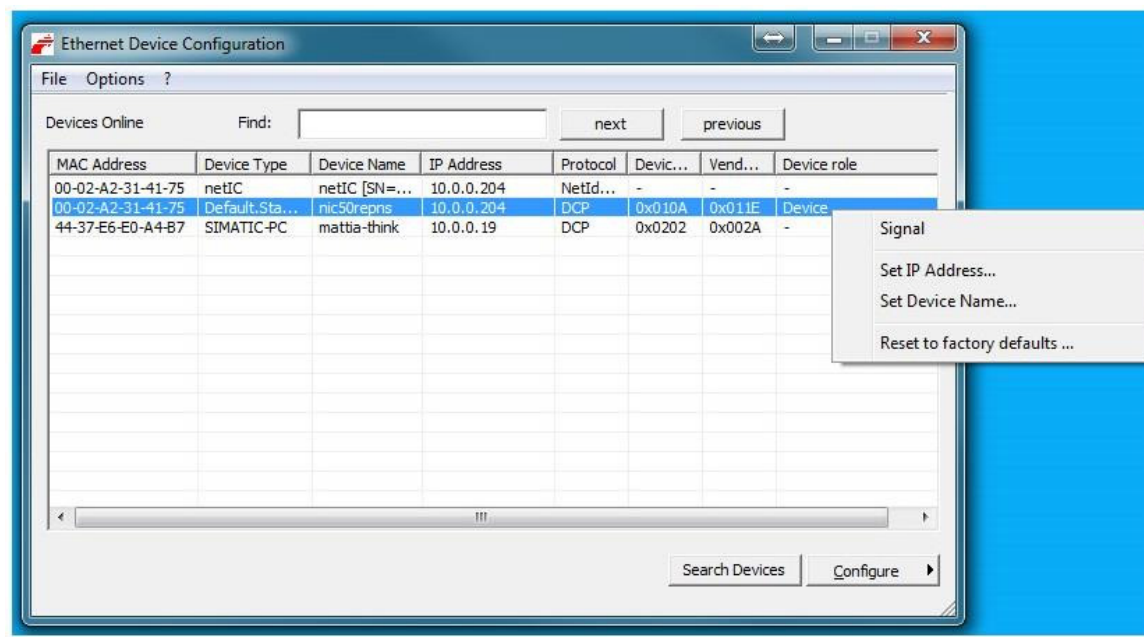 Ethernet Device Configuration
File Options ?
Devices Online Find: next previous
MAC Address Device Type Device Name IP Address Protocol Devic... Vend... Device role
00-02-A2-31-41-75 netIC netIC [SN=... 10.0.0.204 NetId... - - -
00-02-A2-31-41-75 Default.Sta... nic50repns 10.0.0.204 DCP 0x010A 0x011E Device
44-37-E6-E0-A4-B7 SIMATIC-PC mattia-think 10.0.0.19 DCP 0x0202 0x002A -
Signal
Set IP Address...
Set Device Name...
Reset to factory defaults ...
Search Devices Configure